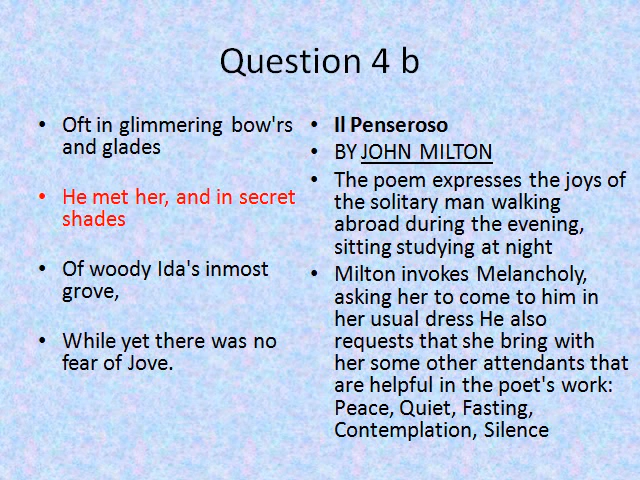 Question 4 b
• Oft in glimmering bow'rs
and glades
• He met her, and in secret
shades
• Of woody Ida's inmost
grove,
• While yet there was no
fear of Jove.
• Il Penseroso
• BY JOHN MILTON
• The poem expresses the joys of
the solitary man walking
abroad during the evening,
sitting studying at night
• Milton invokes Melancholy,
asking her to come to him in
her usual dress He also
requests that she bring with
her some other attendants that
are helpful in the poet's work:
Peace, Quiet, Fasting,
Contemplation, Silence